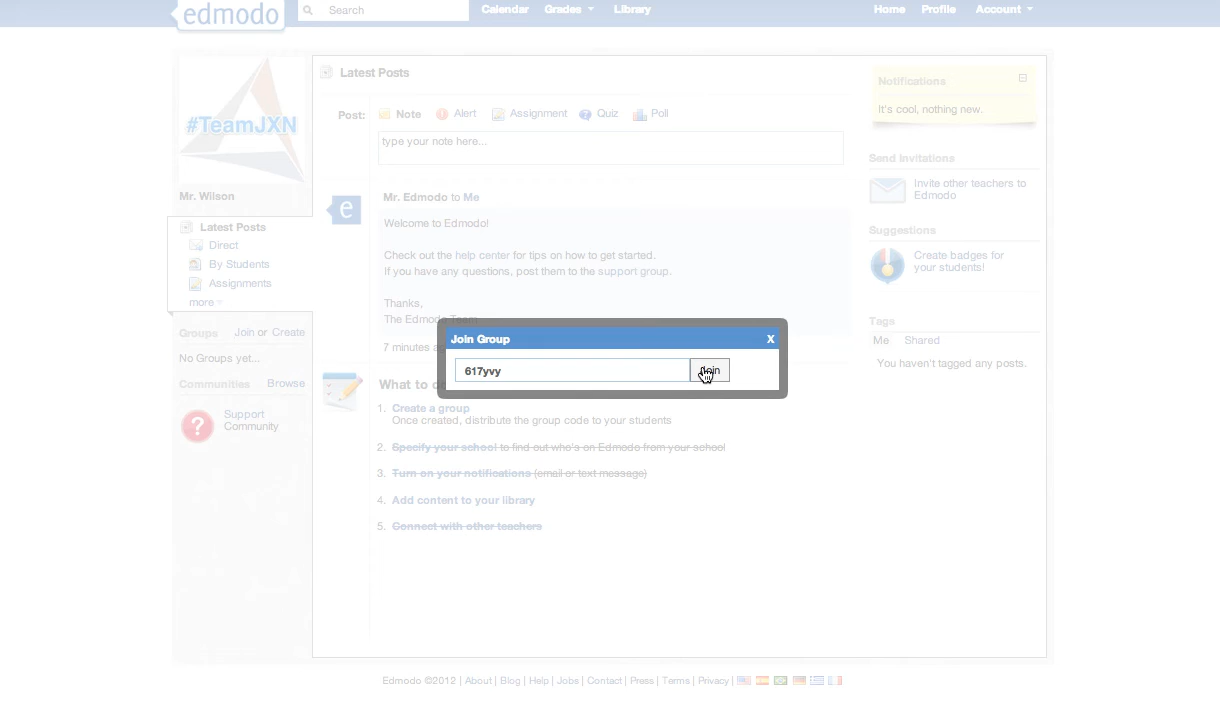 edmodo
Search
Calendar Grades Library
Home Profile Account
#TeamJXN
Mr. Wilson
Latest Posts
Direct
By Students
Assignments
more
Groups Join or Create
No Groups yet...
Communities Browse
Support
Community
Latest Posts
Post: Note Alert Assignment Quiz Poll
type your note here...
Mr. Edmodo to Me
Welcome to Edmodo!
Check out the help center for tips on how to get started.
If you have any questions, post them to the support group.
Thanks,
The Edmodo Team
7 minutes
Join Group X
617yvy
Join
What to
1. Create a group
Once created, distribute the group code to your students
2. Specify your school to find out who's on Edmodo from your school
3. Turn on your notifications (email or text message)
4. Add content to your library
5. Connect with other teachers
Notifications
It's cool, nothing new.
Send Invitations
Invite other teachers to
Edmodo
Suggestions
Create badges for
your students!
Tags
Me Shared
You haven't tagged any posts.
Edmodo ©2012 | About | Blog | Help | Jobs | Contact | Press | Terms | Privacy |